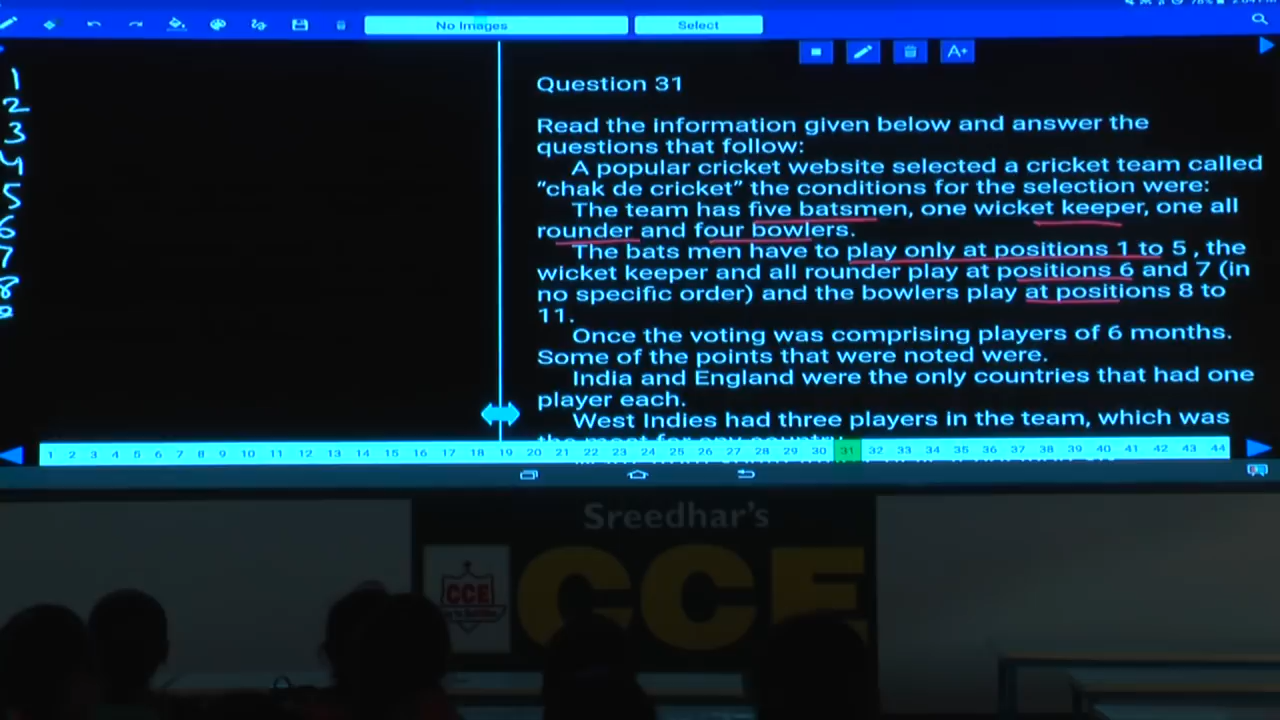 No Images
Select
A+
1
2
3
4
5
6
7
8
Question 31
Read the information given below and answer the
questions that follow:
A popular cricket website selected a cricket team called
“chak de cricket” the conditions for the selection were:
The team has five batsmen, one wicket keeper, one all
rounder and four bowlers.
The bats men have to play only at positions 1 to 5 , the
wicket keeper and all rounder play at positions 6 and 7 (in
no specific order) and the bowlers play at positions 8 to
11.
Once the voting was comprising players of 6 months.
Some of the points that were noted were.
India and England were the only countries that had one
player each.
West Indies had three players in the team, which was
the most for any country
1 2 3 4 5 6 7 8 9 10 11 12 13 14 15 16 17 18 19 20 21 22 23 24 25 26 27 28 29 30 31 32 33 34 35 36 37 38 39 40 41 42 43 44
Sreedhar's
CCE
CCE